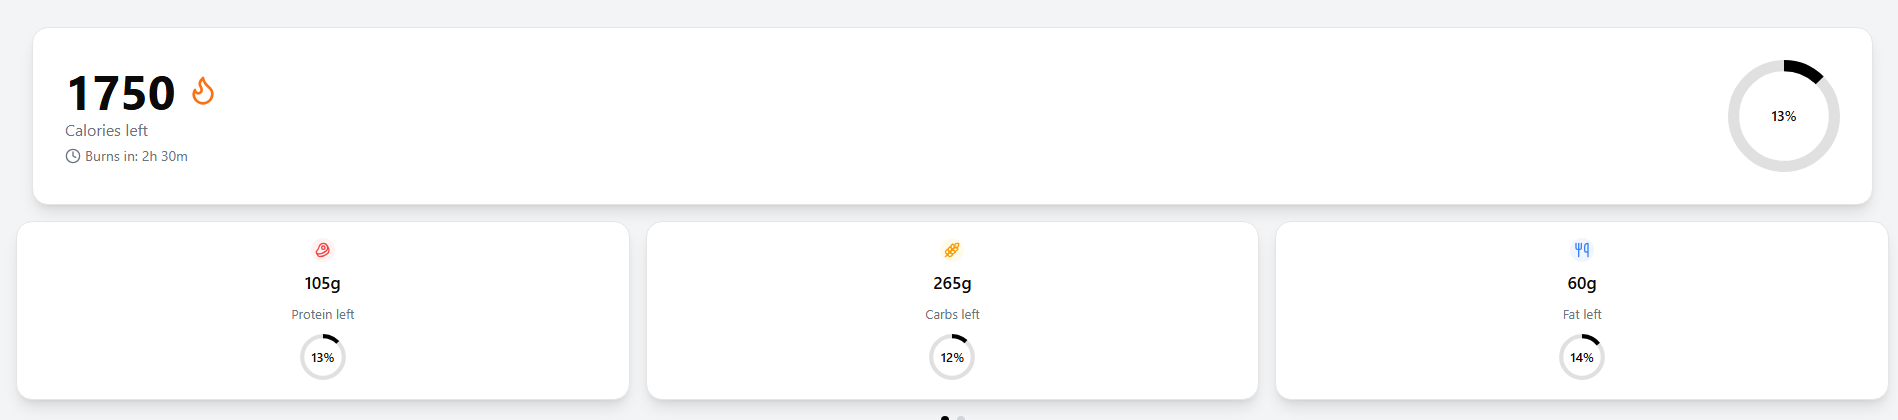 1750
Calories left
Burns in: 2h 30m
13%
105g
Protein left
13%
265g
Carbs left
12%
60g
Fat left
14%